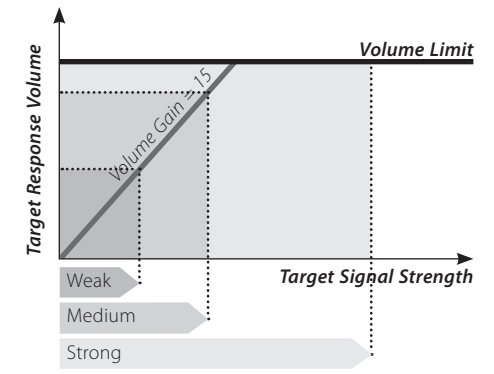 Volume Limit
Target Response Volume
Volume Gain = 15
Target Signal Strength
Weak
Medium
Strong